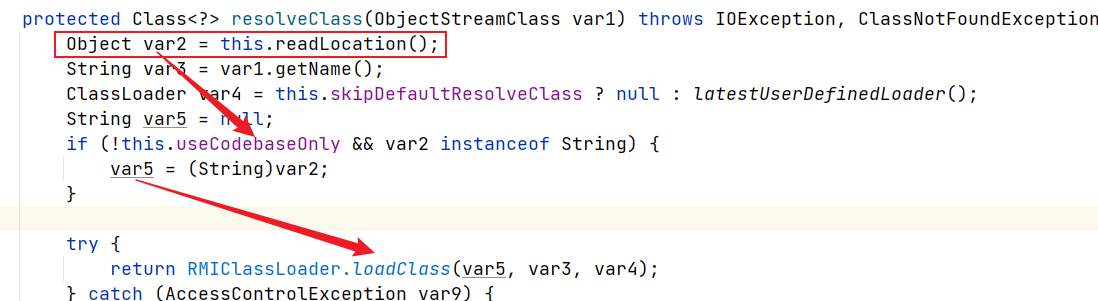 protected Class<?> resolveClass(ObjectStreamClass var1) throws IOException, ClassNotFoundException
Object var2 = this.readLocation();
String var3 = var1.getName();
ClassLoader var4 = this.skipDefaultResolveClass ? null : latestUserDefinedLoader();
String var5 = null;
if (!this.useCodebaseOnly && var2 instanceof String) {
var5 = (String)var2;
}
try {
return RMIClassLoader.loadClass(var5, var3, var4);
} catch (AccessControlException var9) {